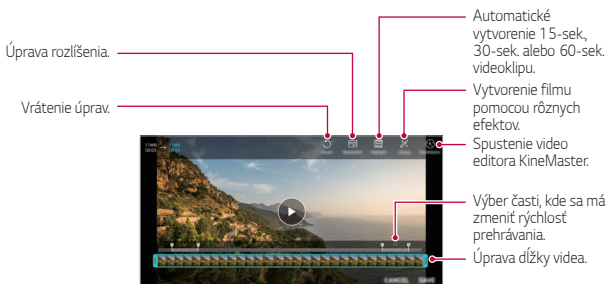 Úprava rozlíšenia.
Vrátenie úprav.
Automatické
vytvorenie 15-sek.,
30-sek. alebo 60-sek.
videoklipu.
Vytvorenie filmu
pomocou rôznych
efektov.
Spustenie video
editora KineMaster.
Výber časti, kde sa má
zmeniť rýchlosť
prehrávania.
Úprava dĺžky videa.
CANCEL SAVE